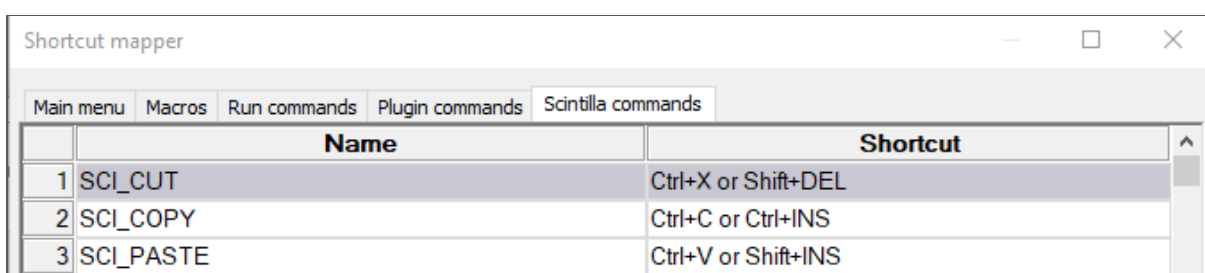 Shortcut mapper
Main menu Macros Run commands Plugin commands Scintilla commands
Name Shortcut
1 SCI_CUT Ctrl+X or Shift+DEL
2 SCI_COPY Ctrl+C or Ctrl+INS
3 SCI_PASTE Ctrl+V or Shift+INS